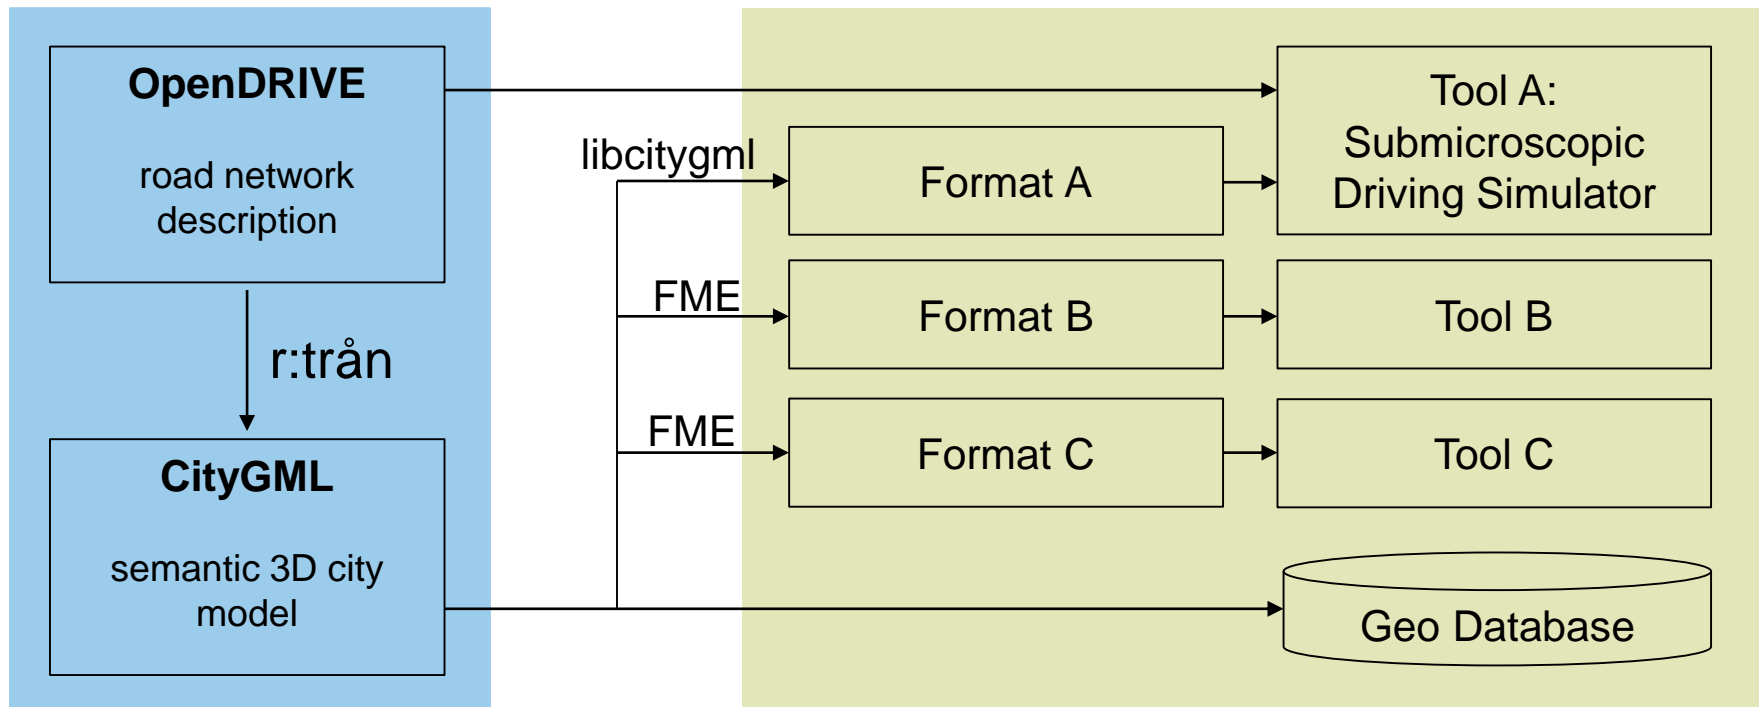 OpenDRIVE
road network
description
r:trån
CityGML
semantic 3D city
model
libcitygml
FME
FME
Format A
Format B
Format C
Tool A:
Submicroscopic
Driving Simulator
Tool B
Tool C
Geo Database